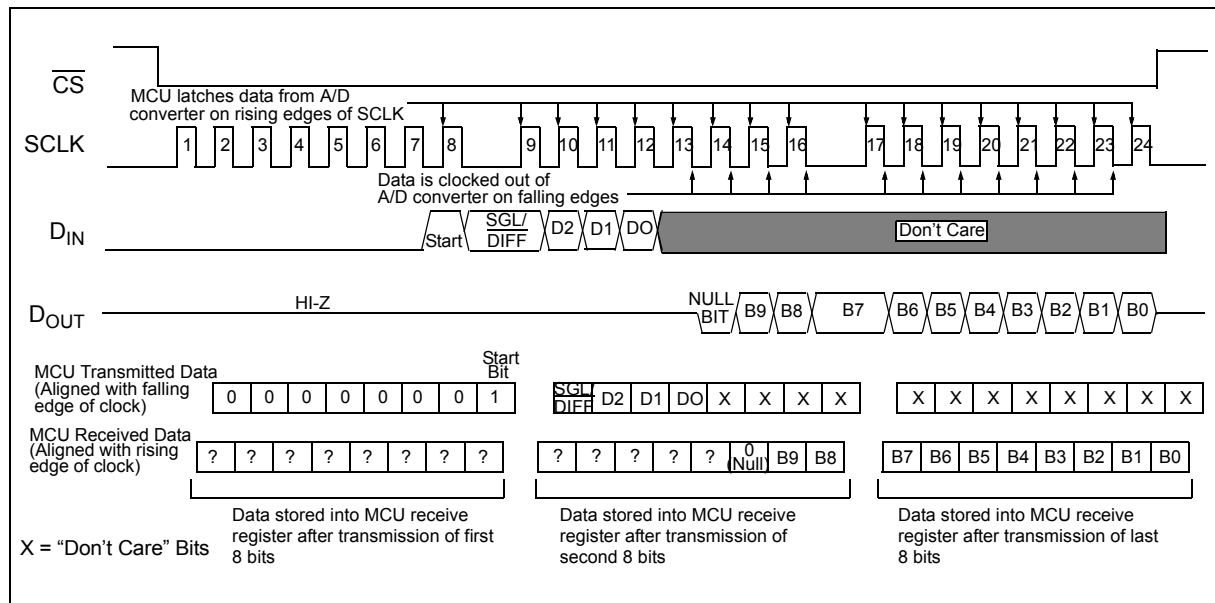 CS
MCU latches data from A/D
converter on rising edges of SCLK
SCLK
1 2 3 4 5 6 7 8 9 10 11 12 13 14 15 16 17 18 19 20 21 22 23 24
Data is clocked out of
A/D converter on falling edges
DIN
Start SGL/DIFF D2 D1 DO Don't Care
HI-Z
DOUT
NULL BIT B9 B8 B7 B6 B5 B4 B3 B2 B1 B0
MCU Transmitted Data
(Aligned with falling
edge of clock)
Start
Bit
0 0 0 0 0 0 0 1 SGL/DIFF D2 D1 DO X X X X X X X X X X X X
MCU Received Data
(Aligned with rising
edge of clock)
? ? ? ? ? ? ? ? ? ? ? ? ? 0 (Null) B9 B8 B7 B6 B5 B4 B3 B2 B1 B0
Data stored into MCU receive
register after transmission of first
8 bits
Data stored into MCU receive
register after transmission of
second 8 bits
Data stored into MCU receive
register after transmission of last
8 bits
X = “Don't Care” Bits